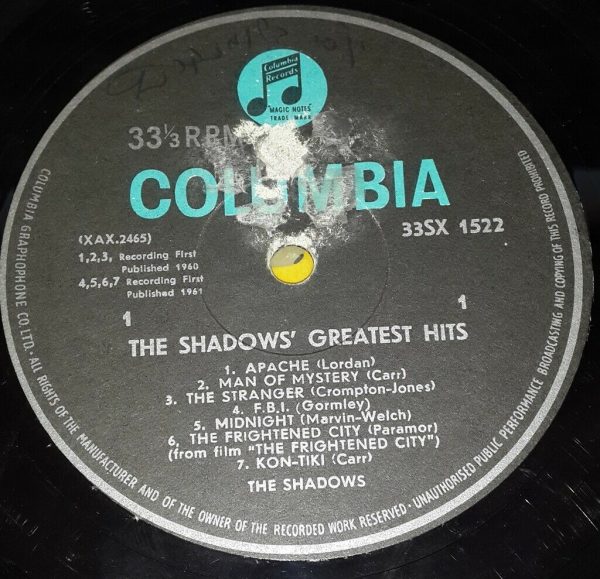 Columbia
Records
"MAGIC NOTES"
TRADE MARK
33⅓ RPM
COLUMBIA
(XAX.2465)
33SX 1522
1,2,3, Recording First
Published 1960
4,5,6,7 Recording First
Published 1961
1
1
THE SHADOWS' GREATEST HITS
1. APACHE (Lordan)
2. MAN OF MYSTERY (Carr)
3. THE STRANGER (Crompton-Jones)
4. F.B.I. (Gormley)
5. MIDNIGHT (Marvin-Welch)
6. THE FRIGHTENED CITY (Paramor)
(from film "THE FRIGHTENED CITY")
7. KON-TIKI (Carr)
THE SHADOWS
COLUMBIA GRAPHOPHONE CO. LTD. · ALL RIGHTS OF THE MANUFACTURER AND OF THE OWNER OF THE RECORDED WORK RESERVED · UNAUTHORISED PUBLIC PERFORMANCE BROADCASTING AND COPYING OF THIS RECORD PROHIBITED